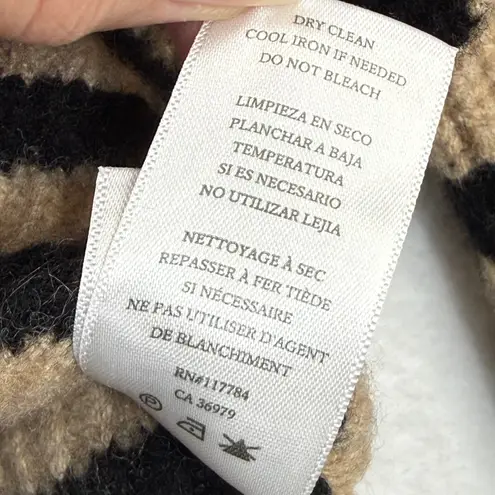 DRY CLEAN
COOL IRON IF NEEDED
DO NOT BLEACH
LIMPIEZA EN SECO
PLANCHAR A BAJA
TEMPERATURA
SI ES NECESARIO
NO UTILIZAR LEJIA
NETTOYAGE À SEC
REPASSER À FER TIÈDE
SI NÉCESSAIRE
NE PAS UTILISER D'AGENT
DE BLANCHIMENT
RN#117784
CA 36979
P